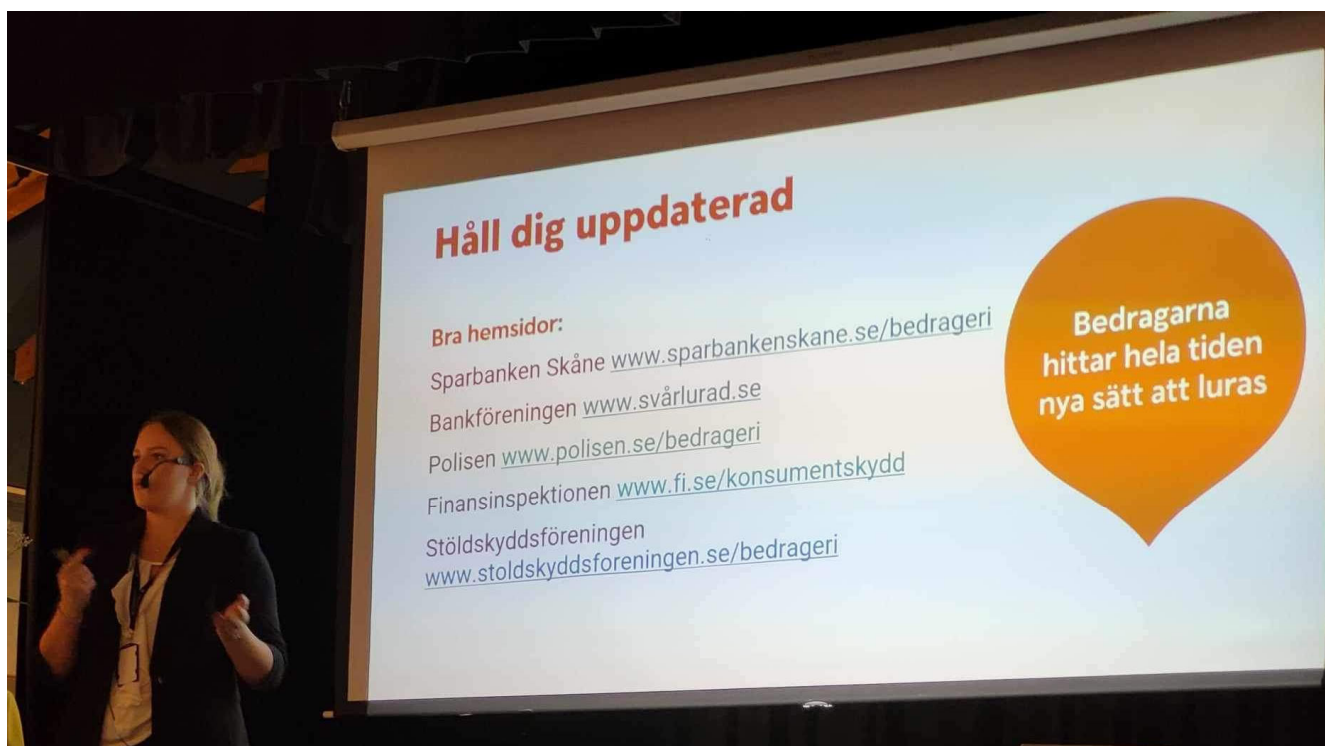 Håll dig uppdaterad
Bra hemsidor:
Sparbanken Skåne www.sparbankenskane.se/bedrageri
Bankföreningen www.svårlurad.se
Polisen www.polisen.se/bedrageri
Finansinspektionen www.fi.se/konsumentskydd
Stöldskyddsföreningen
www.stoldskyddsforeningen.se/bedrageri
Bedragarna
hittar hela tiden
nya sätt att luras